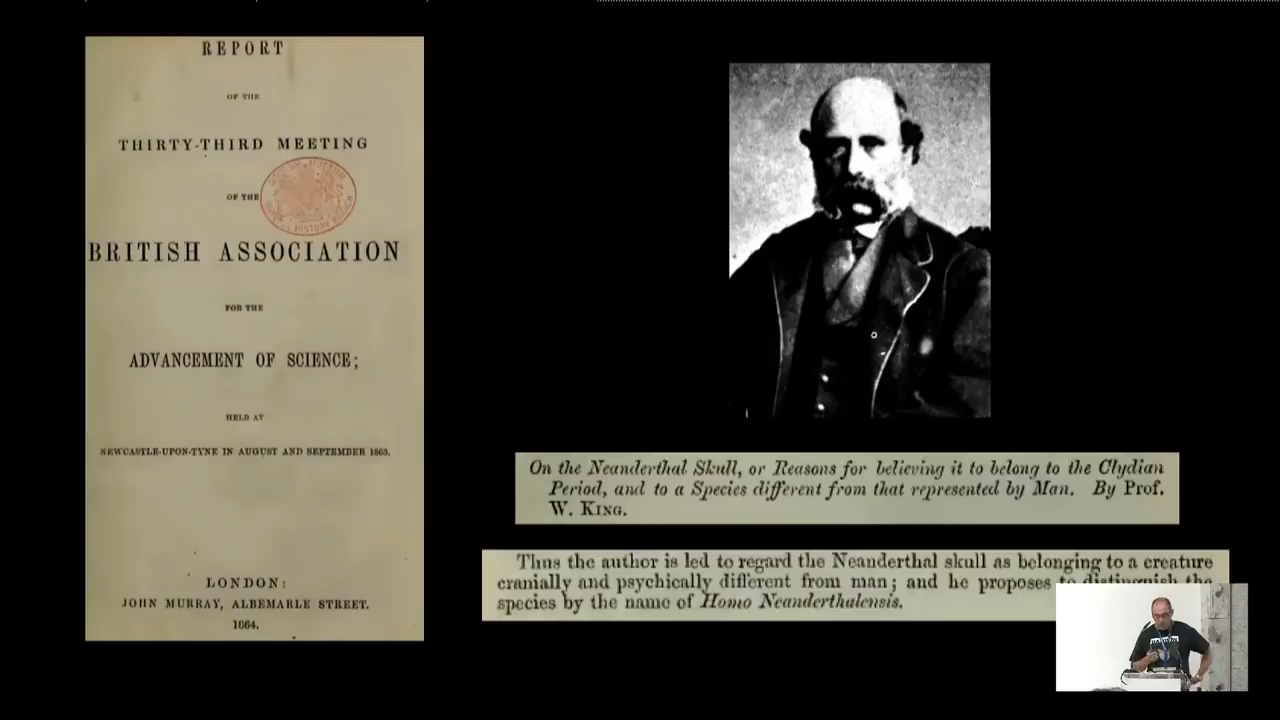 REPORT
OF THE
THIRTY-THIRD MEETING
OF THE
BRITISH ASSOCIATION
FOR THE
ADVANCEMENT OF SCIENCE;
HELD AT
NEWCASTLE-UPON-TYNE IN AUGUST AND SEPTEMBER 1863.
LONDON:
JOHN MURRAY, ALBEMARLE STREET.
1864.
On the Neanderthal Skull, or Reasons for believing it to belong to the Clydian
Period, and to a Species different from that represented by Man. By Prof.
W. KING.
Thus the author is led to regard the Neanderthal skull as belonging to a creature
cranially and psychically different from man; and he proposes to distinguish the
species by the name of Homo Neanderthalensis.